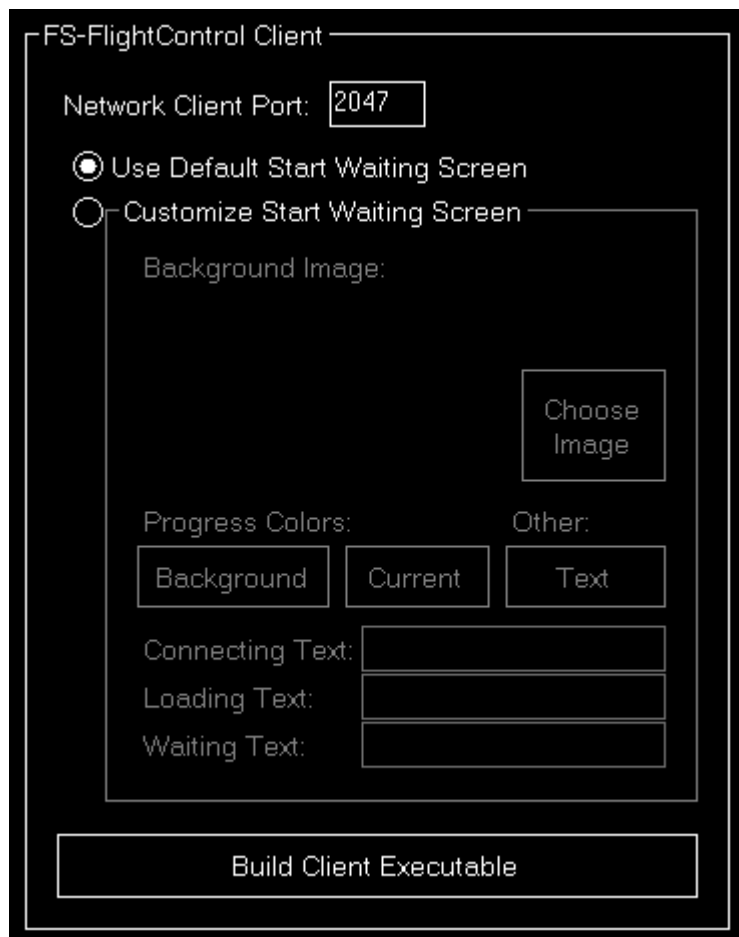 FS-FlightControl Client
Network Client Port: 2047
Use Default Start Waiting Screen
Customize Start Waiting Screen
Background Image:
Choose
Image
Progress Colors: Other:
Background Current Text
Connecting Text:
Loading Text:
Waiting Text:
Build Client Executable